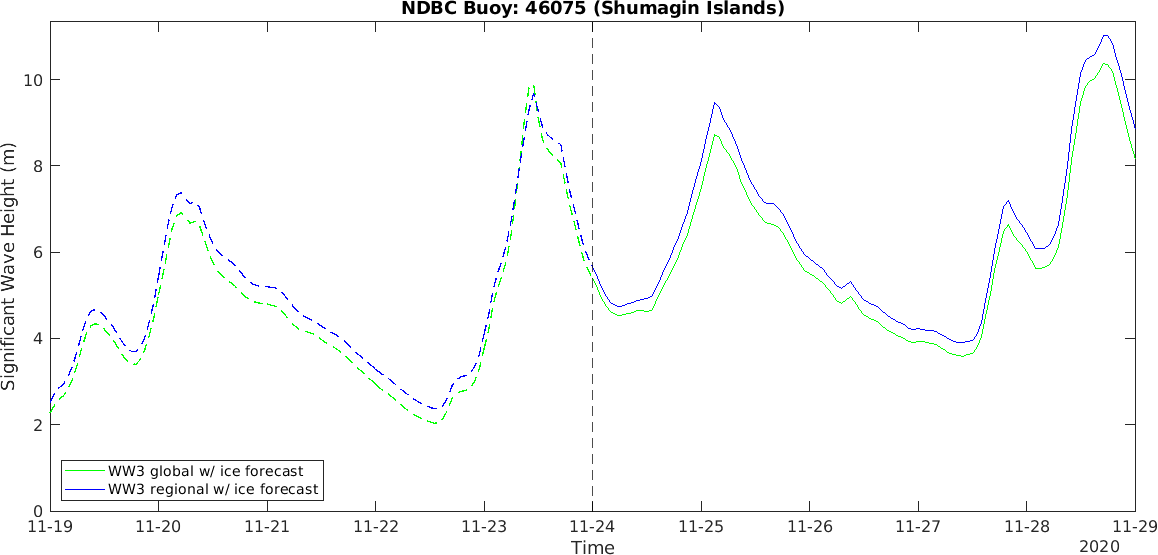 NDBC Buoy: 46075 (Shumagin Islands)
Significant Wave Height (m)
10
8
6
4
2
0
WW3 global w/ ice forecast
WW3 regional w/ ice forecast
11-19 11-20 11-21 11-22 11-23 11-24 11-25 11-26 11-27 11-28 11-29
Time
2020